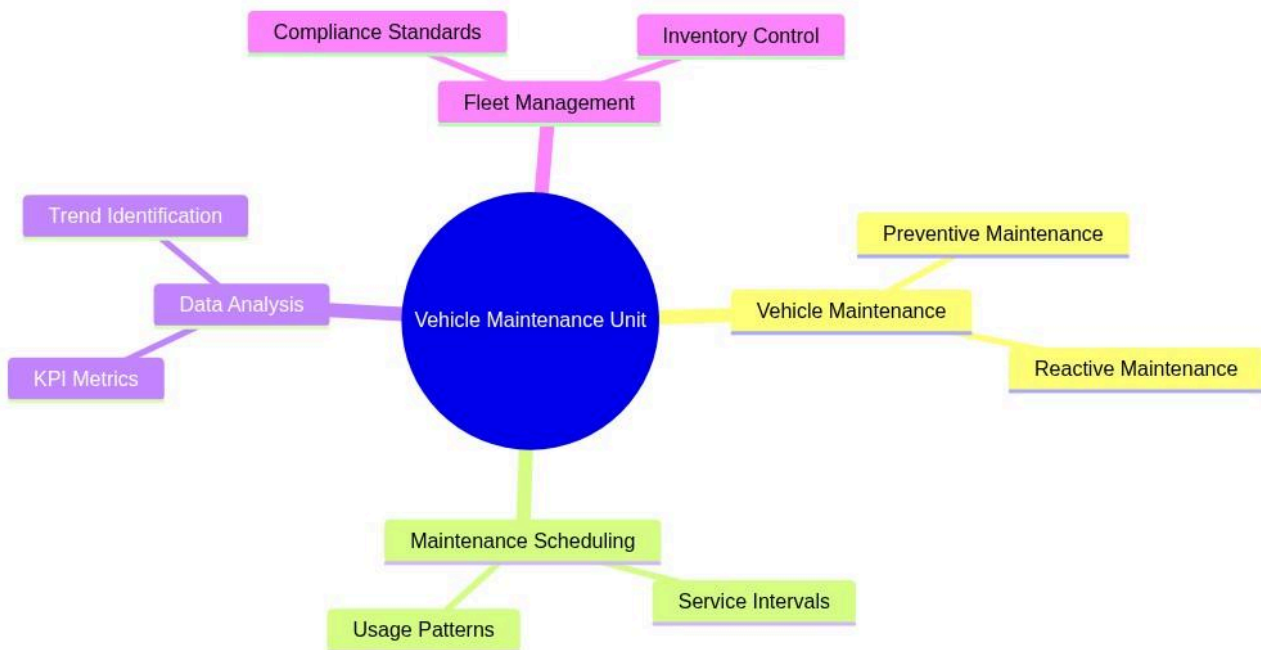 Compliance Standards
Inventory Control
Fleet Management
Trend Identification
Data Analysis
KPI Metrics
Vehicle Maintenance Unit
Preventive Maintenance
Vehicle Maintenance
Reactive Maintenance
Maintenance Scheduling
Service Intervals
Usage Patterns